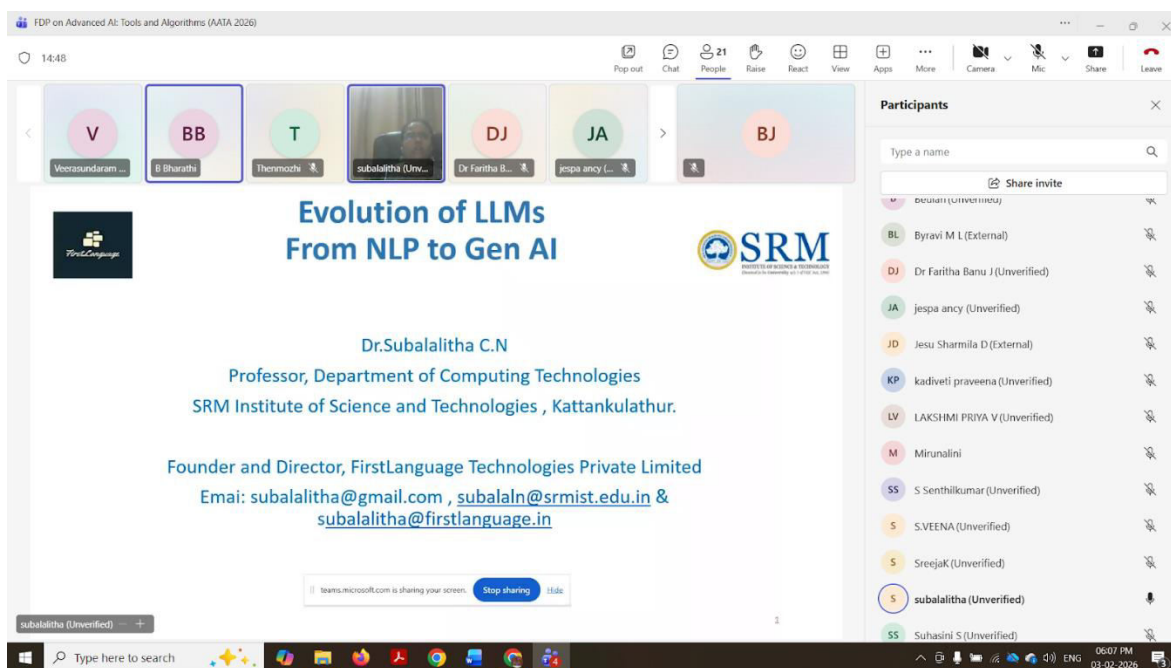 FDP on Advanced AI: Tools and Algorithms (AATA 2026)
14:48
Pop out
Chat
21
People
Raise
React
View
Apps
More
Camera
Mic
Share
Leave
V
Veerasundaram ...
BB
B Bharathi
T
Thenmozhi
subalalitha (Unv...
DJ
Dr Faritha B...
JA
jespa ancy (...
BJ
FirstLanguage
Evolution of LLMs
From NLP to Gen AI
SRM
INSTITUTE OF SCIENCE & TECHNOLOGY
Dr.Subalalitha C.N
Professor, Department of Computing Technologies
SRM Institute of Science and Technologies , Kattankulathur.
Founder and Director, FirstLanguage Technologies Private Limited
Emai: subalalitha@gmail.com , subalaln@srmist.edu.in &
subalalitha@firstlanguage.in
teams.microsoft.com is sharing your screen.
Stop sharing
Hide
1
subalalitha (Unverified)
Participants
Type a name
Share invite
Beulah (Unverified)
BL
Byravi M L (External)
DJ
Dr Faritha Banu J (Unverified)
JA
jespa ancy (Unverified)
JD
Jesu Sharmila D (External)
KP
kadiveti praveena (Unverified)
LV
LAKSHMI PRIYA V (Unverified)
M
Mirunalini
SS
S Senthilkumar (Unverified)
S
S.VEENA (Unverified)
S
SreejaK (Unverified)
S
subalalitha (Unverified)
SS
Suhasini S (Unverified)
Type here to search
ENG
06:07 PM
03-02-2026